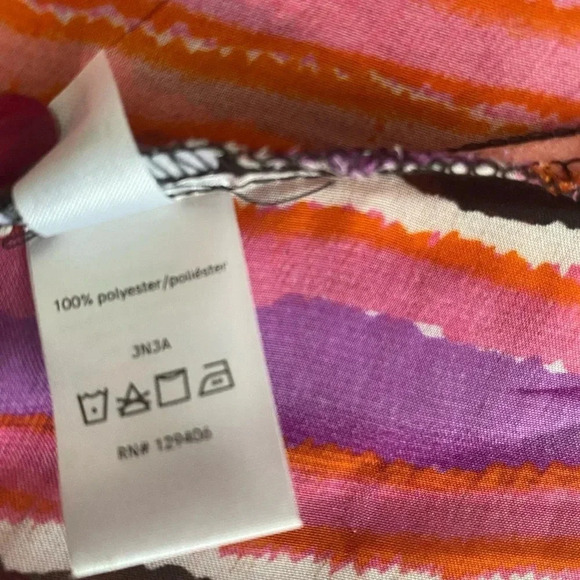 100% polyester/poliéster
3N3A
RN# 129406